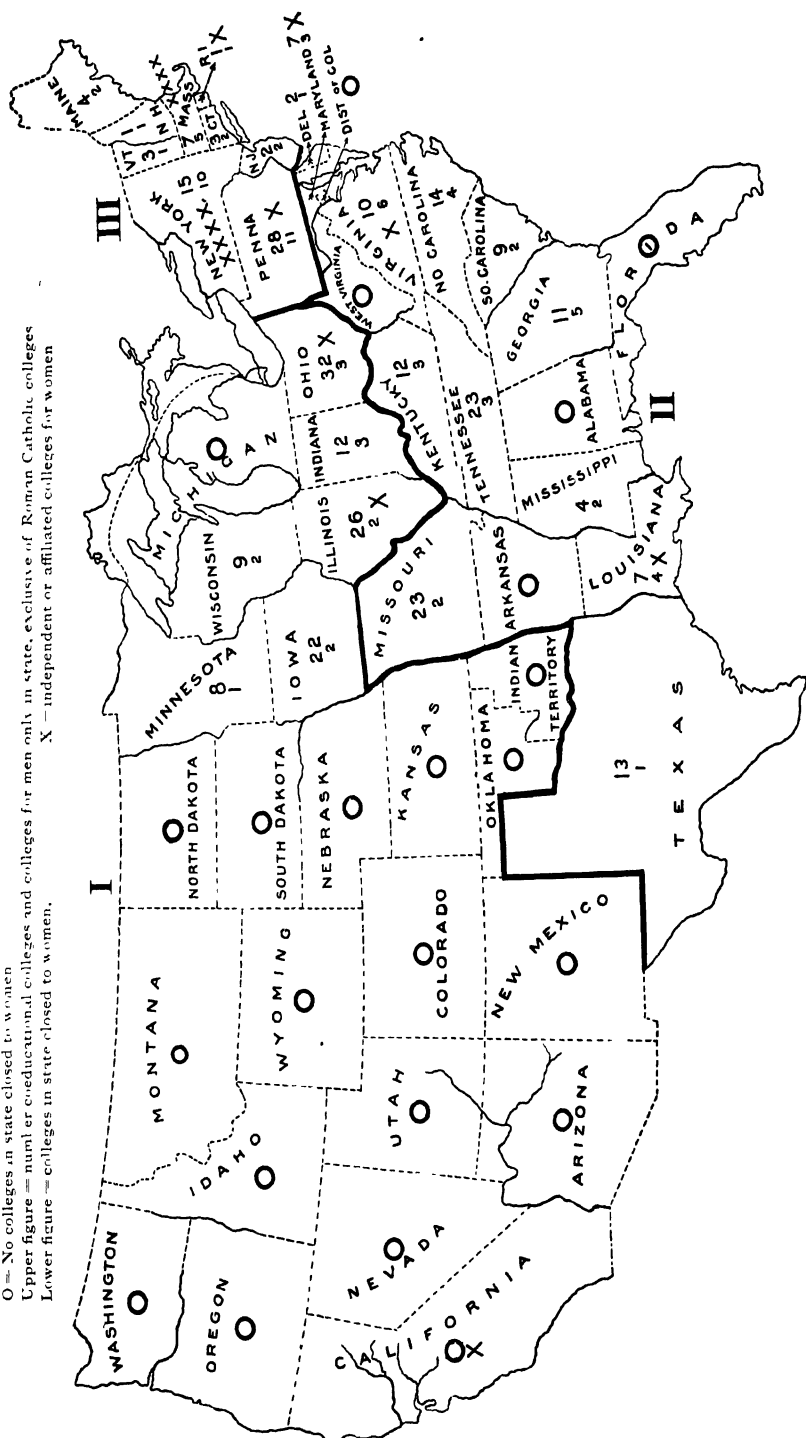 O = No colleges in state closed to women
Upper figure = number coeducational colleges and colleges for men only in state, exclusive of Roman Catholic colleges
Lower figure = colleges in state closed to women.
X = independent or affiliated colleges for women
I
II
III
WASHINGTON
O
OREGON
O
CALIFORNIA
O
X
NEVADA
O
IDAHO
O
MONTANA
O
WYOMING
O
UTAH
O
ARIZONA
O
COLORADO
O
NEW MEXICO
O
NORTH DAKOTA
O
SOUTH DAKOTA
O
NEBRASKA
O
KANSAS
O
OKLAHOMA
O
INDIAN
TERRITORY
O
TEXAS
13
1
MINNESOTA
8
1
IOWA
22
2
MISSOURI
23
2
ARKANSAS
O
LOUISIANA
7
4 X
WISCONSIN
9
2
ILLINOIS
26
2 X
MICHIGAN
O
INDIANA
12
3
OHIO
32 X
3
KENTUCKY
12
3
TENNESSEE
23
3
MISSISSIPPI
4
2
ALABAMA
O
GEORGIA
11
5
FLORIDA
O
SO. CAROLINA
9
2
NO CAROLINA
14
4
VIRGINIA
10
X 6
WEST VIRGINIA
O
PENNA
28 X
11
NEW YORK
XXXX 15
10
VT
3
1
N H
1
1
MAINE
4
2
MASS
XXXX
7
5
R I
1 X
CT
3
2
NJ
2
2
DEL 2
1
MARYLAND 7 X
3
DIST OF COL
O